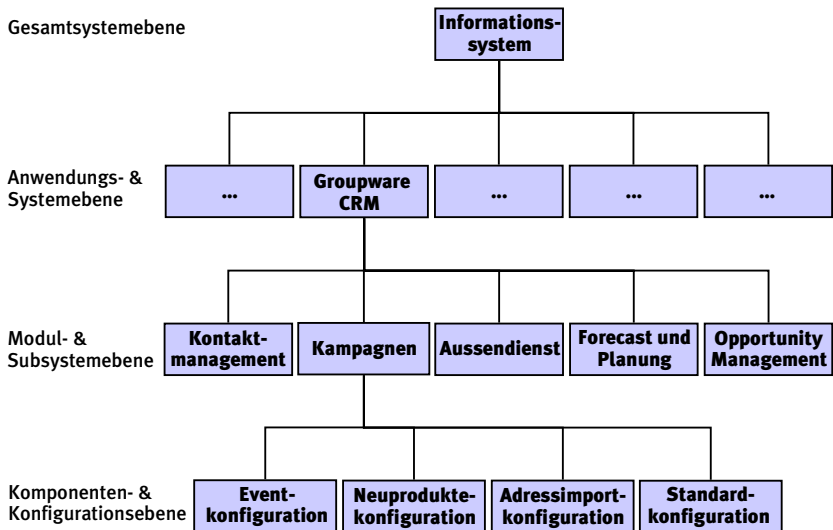 Gesamtsystemebene
Informations-
system
Anwendungs- &
Systemebene
...
Groupware
CRM
...
...
...
Modul- &
Subsystemebene
Kontakt-
management
Kampagnen
Aussendienst
Forecast und
Planung
Opportunity
Management
Komponenten- &
Konfigurationsebene
Event-
konfiguration
Neuprodukte-
konfiguration
Adressimport-
konfiguration
Standard-
konfiguration